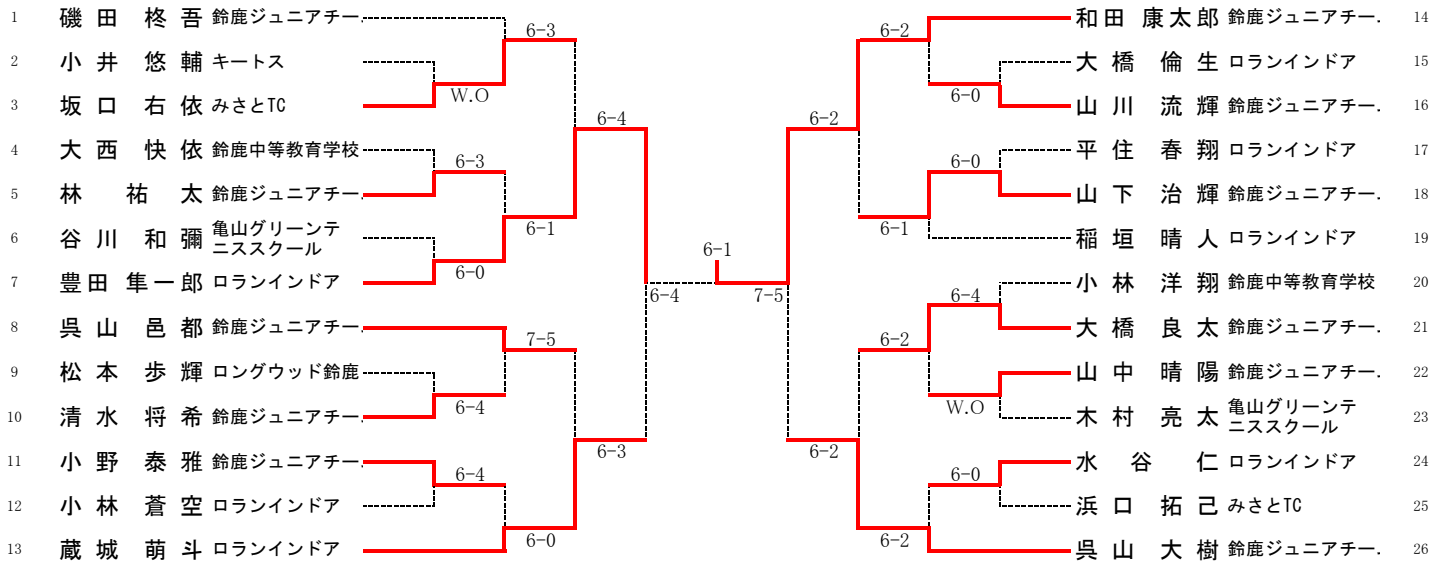 1 磯田 柊吾 鈴鹿ジュニアチー.
2 小井 悠輔 キートス
3 坂口 右依 みさとTC
4 大西 快依 鈴鹿中等教育学校
5 林 祐太 鈴鹿ジュニアチー.
6 谷川 和彌 亀山グリーンテ
ニススクール
7 豊田 隼一郎 ロランインドア
8 呉山 邑都 鈴鹿ジュニアチー.
9 松本 歩輝 ロングウッド鈴鹿
10 清水 将希 鈴鹿ジュニアチー.
11 小野 泰雅 鈴鹿ジュニアチー.
12 小林 蒼空 ロランインドア
13 蔵城 萌斗 ロランインドア
6-3
W.O
6-3
6-1
6-0
7-5
6-4
6-4
6-0
6-4
6-3
6-4
6-1
7-5
6-2
6-2
6-2
6-0
6-0
6-1
6-4
6-2
W.O
6-0
6-2
和田 康太郎 鈴鹿ジュニアチー. 14
大橋 倫生 ロランインドア 15
山川 流輝 鈴鹿ジュニアチー. 16
平住 春翔 ロランインドア 17
山下 治輝 鈴鹿ジュニアチー. 18
稲垣 晴人 ロランインドア 19
小林 洋翔 鈴鹿中等教育学校 20
大橋 良太 鈴鹿ジュニアチー. 21
山中 晴陽 鈴鹿ジュニアチー. 22
木村 亮太 亀山グリーンテ
ニススクール 23
水谷 仁 ロランインドア 24
浜口 拓己 みさとTC 25
呉山 大樹 鈴鹿ジュニアチー. 26